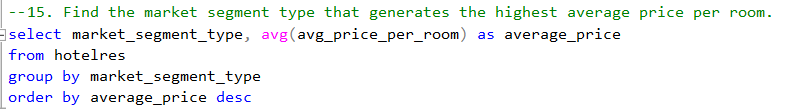 --15. Find the market segment type that generates the highest average price per room.
select market_segment_type, avg(avg_price_per_room) as average_price
from hotelres
group by market_segment_type
order by average_price desc